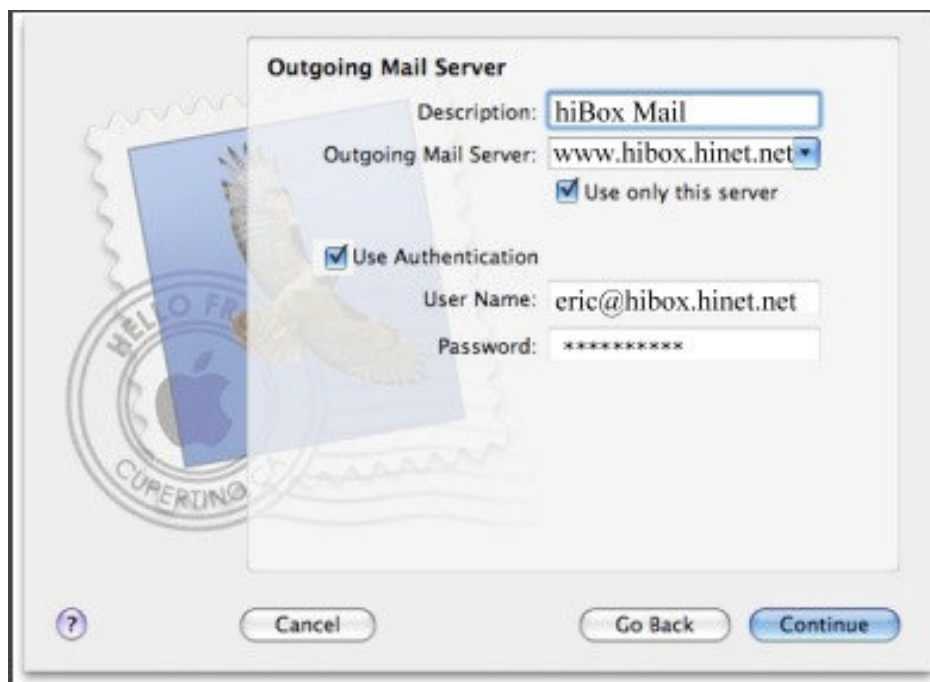 Outgoing Mail Server
Description: hiBox Mail
Outgoing Mail Server: www.hibox.hinet.net
Use only this server
Use Authentication
User Name: eric@hibox.hinet.net
Password: **********
HELLO FR
CUPERTINO CA
? Cancel Go Back Continue